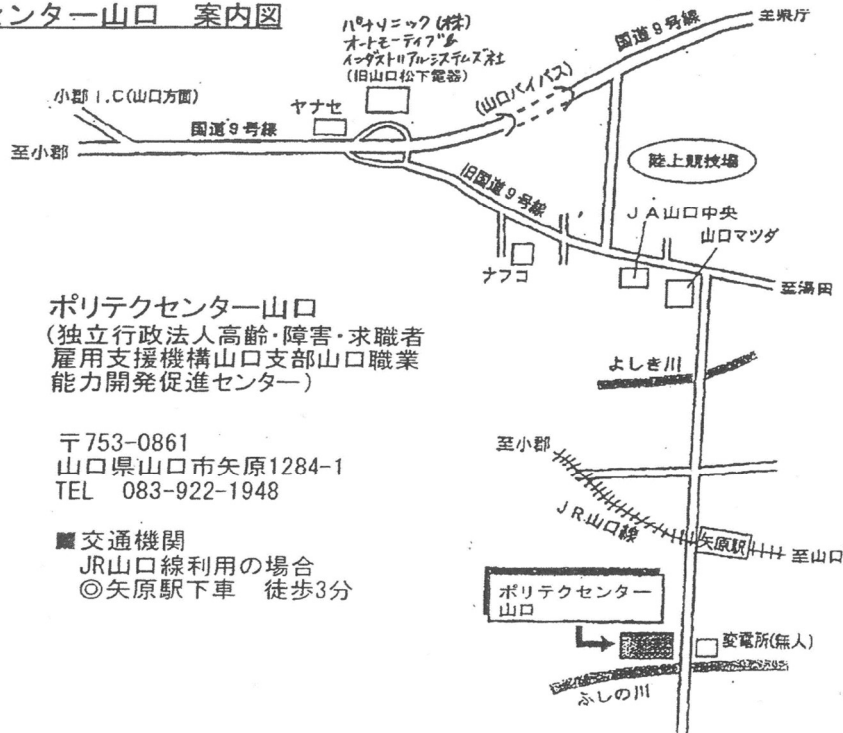 ンター山口　案内図
パナソニック(株)
オートモーティブ&
インダストリアルシステムズ社
(旧山口松下電器)
国道9号線
至県庁
小郡 I.C(山口方面)
ヤナセ
(山口バイパス)
国道9号線
至小郡
陸上競技場
旧国道9号線
JA山口中央
山口マツダ
ナフコ
至湯田
ポリテクセンター山口
(独立行政法人高齢・障害・求職者
雇用支援機構山口支部山口職業
能力開発促進センター)
よしき川
〒753-0861
山口県山口市矢原1284-1
TEL 083-922-1948
至小郡
JR山口線
矢原駅
至山口
■交通機関
JR山口線利用の場合
◎矢原駅下車　徒歩3分
ポリテクセンター
山口
変電所(無人)
ふしの川